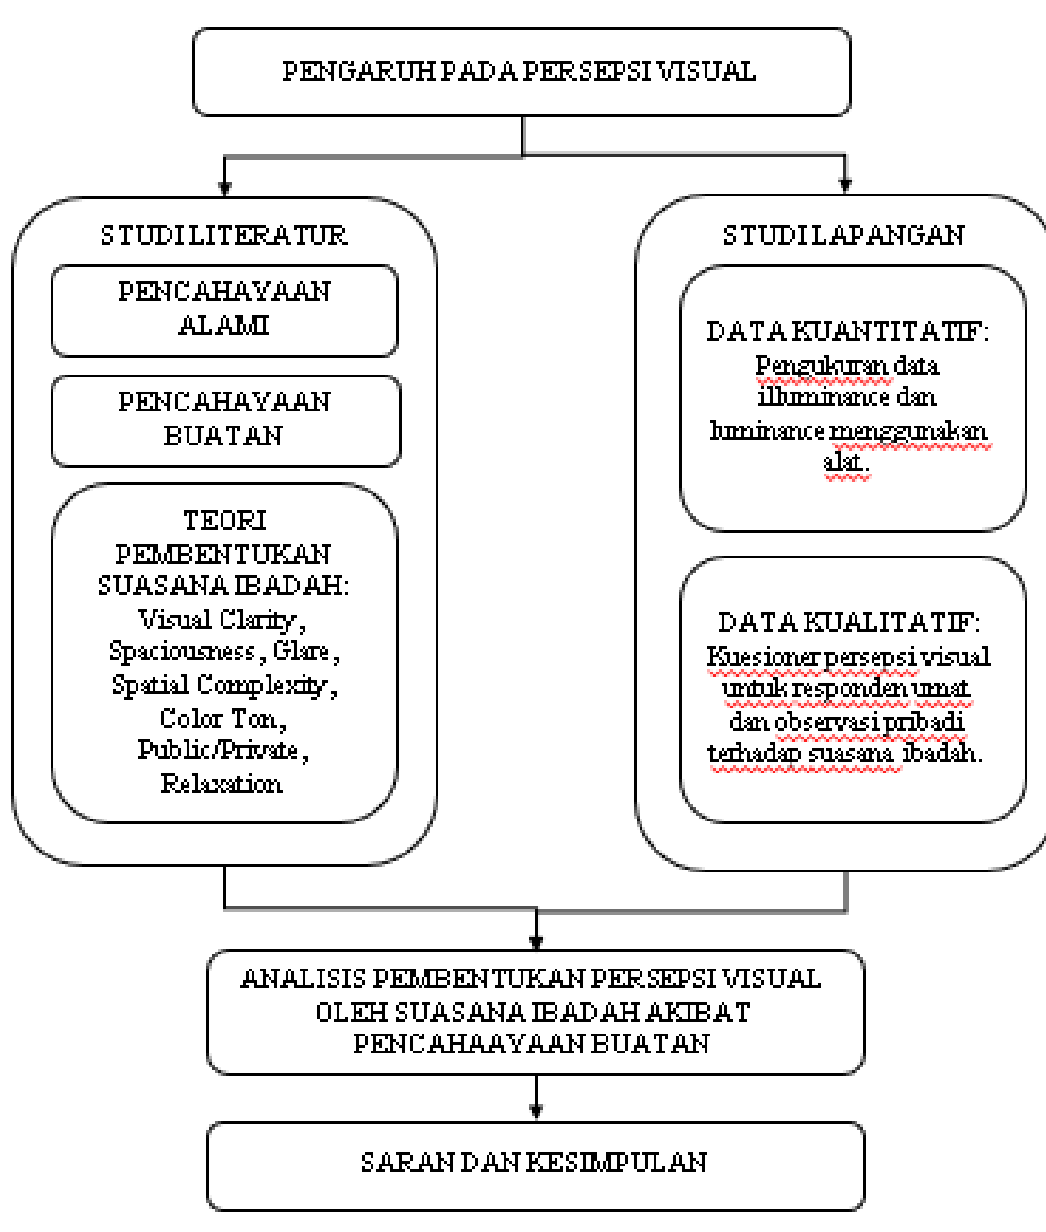 PENGARUH PADA PERSEPSI VISUAL
STUDI LITERATUR
PENCAHAYAAN
ALAMI
PENCAHAYAAN
BUATAN
TEORI
PEMBENTUKAN
SUASANA IBADAH:
Visual Clarity,
Spaciousness, Glare,
Spatial Complexity,
Color Ton,
Public/Private,
Relaxation
STUDI LAPANGAN
DATA KUANTITATIF:
Pengukuran data
illuminance dan
luminance menggunakan
alat.
DATA KUALITATIF:
Kuesioner persepsi visual
untuk responden umat
dan observasi pribadi
terhadap suasana ibadah.
ANALISIS PEMBENTUKAN PERSEPSI VISUAL
OLEH SUASANA IBADAH AKIBAT
PENCAHAAYAAN BUATAN
SARAN DAN KESIMPULAN